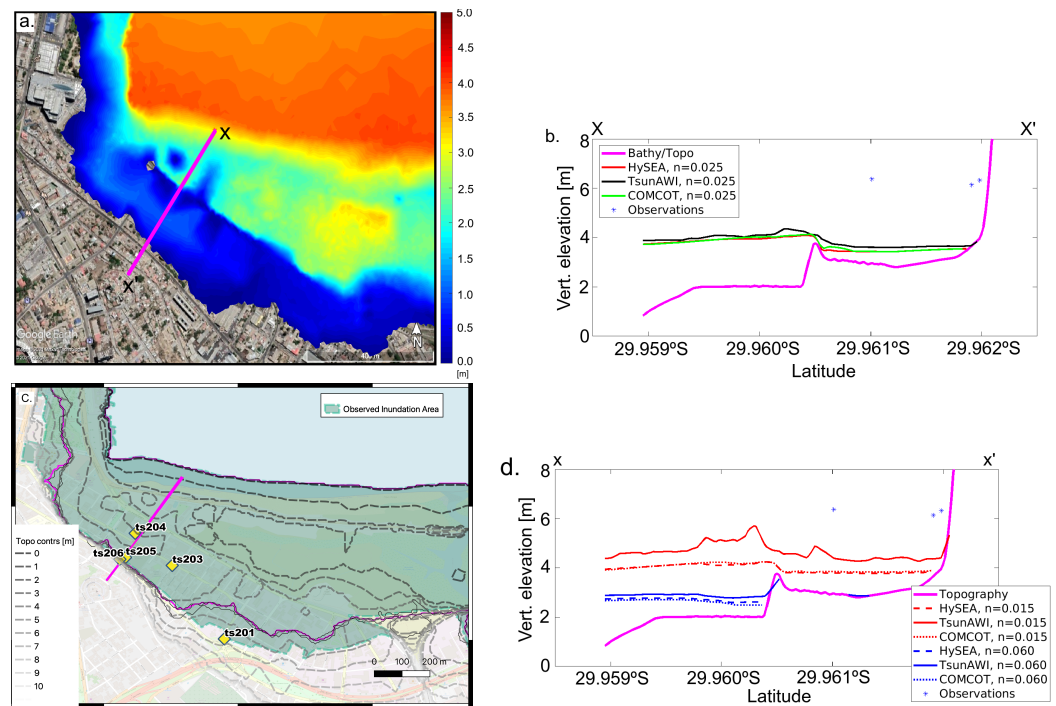 a.
5.0
4.5
4.0
3.5
3.0
2.5
2.0
1.5
1.0
0.5
0.0
[m]
X
X
Google Earth
N
b.
X
X'
8
6
4
2
0
Vert. elevation [m]
Bathy/Topo
HySEA, n=0.025
TsunAWI, n=0.025
COMCOT, n=0.025
Observations
29.959ºS
29.960ºS
29.961ºS
29.962ºS
Latitude
c.
Observed Inundation Area
ts204
ts206
ts205
ts203
ts201
Topo contrs [m]
0
1
2
3
4
5
6
7
8
9
10
0 100 200 m
d.
x
x'
8
6
4
2
0
Vert. elevation [m]
Topography
HySEA, n=0.015
TsunAWI, n=0.015
COMCOT, n=0.015
HySEA, n=0.060
TsunAWI, n=0.060
COMCOT, n=0.060
Observations
29.959ºS
29.960ºS
29.961ºS
Latitude